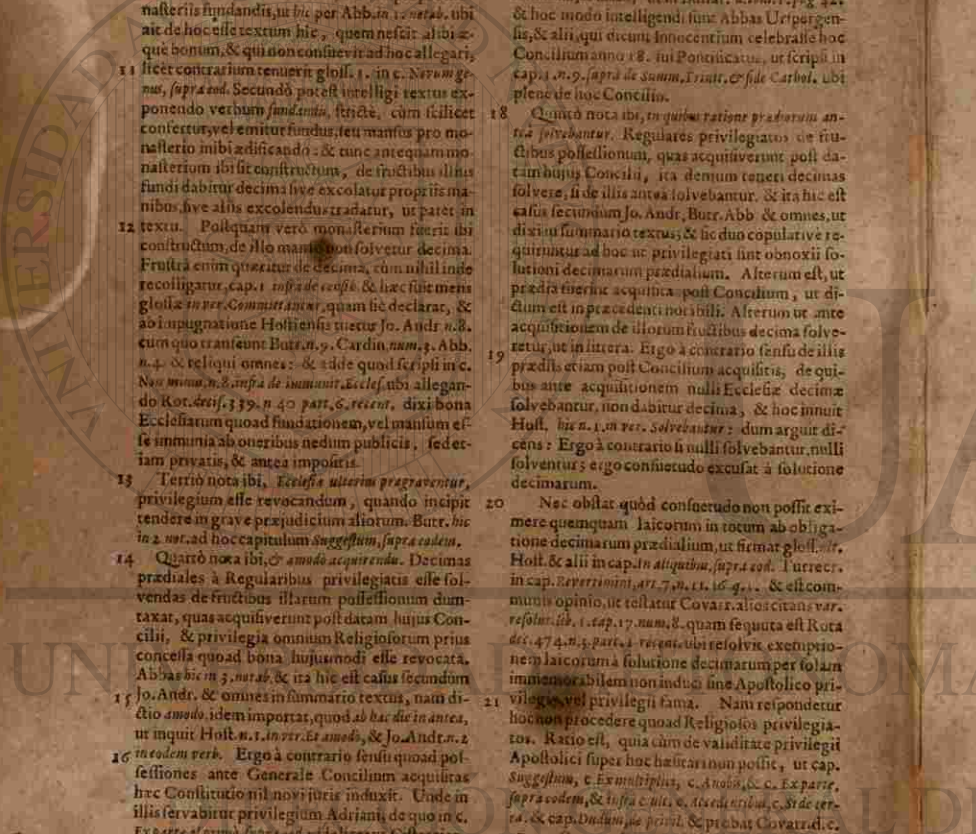 nasteriis fundandis, ut hic per Abb. in 1. notab. ubi
ait de hoc esse textum hic, quem nescit alibi æ-
què bonum, & qui non consuevit ad hoc allegari,
11 licèt contrarium tenuerit gloss. 1. in c. Novum ge-
nus, supra eod. Secundò potest intelligi textus ex-
ponendo verbum fundantis, strictè, cùm scilicet
confertur, vel emitur fundus, seu mansus pro mo-
nasterio inibi ædificando: & tunc antequam mo-
nasterium ibi sit constructum, de fructibus illius
fundi dabitur decima sive excolatur propriis ma-
nibus, sive aliis excolendus tradatur, ut patet in
12 textu. Postquam verò monasterium fuerit ibi
constructum, de illo manso non solvetur decima.
Frustrà enim quæritur de decima, cùm nihil inde
recolligatur, cap. 1. infra de censib. & hæc fuit mens
glossæ in ver. Committantur, quam sic declarat, &
ab impugnatione Hostiensis tuetur Jo. Andr. n. 8.
cum quo transeunt Butr. n. 9. Cardin. num. 3. Abb.
n. 4. & reliqui omnes: & adde quod scripsi in c.
Non minus, n. 8. infra de immunit. Eccles. ubi allegan-
do Rot. decis. 339. n. 40 part. 6. recent. dixi bona
Ecclesiarum quoad fundationem, vel mansum es-
se immunia ab oneribus nedum publicis, sed et-
iam privatis, & antea impositis.
13 Tertiò nota ibi, Ecclesiæ ulterius prægraventur,
privilegium esse revocandum, quando incipit
tendere in grave præjudicium aliorum. Butr. hic
in 2. not. ad hoc capitulum Suggestum, supra eodem.
14 Quartò nota ibi, & amodò acquirendis. Decimas
prædiales à Regularibus privilegiatis esse sol-
vendas de fructibus illarum possessionum dum-
taxat, quas acquisiverunt post datam hujus Con-
cilii, & privilegia omnium Religiosorum prius
concessa quoad bona hujusmodi esse revocata.
Abbas hic in 3. notab. & ita hic est casus secundùm
15 Jo. Andr. & omnes in summario textus, nam di-
ctio amodo, idem importat, quod ab hac die in antea,
ut inquit Host. n. 1. in ver. Et amodò, & Jo. Andr. n. 2
16 in eodem verb. Ergo à contrario sensu quoad pos-
sessiones ante Generale Concilium acquisitas
hæc Constitutio nil novi juris induxit. Unde in
illis servabitur privilegium Adriani, de quo in c.
& hoc modo intelligendi sunt Abbas Urspergen-
sis, & alii, qui dicunt Innocentium celebrasse hoc
Concilium anno 18. sui Pontificatus, ut scripsi in
cap. 1. n. 9. supra de Summ. Trinit. & fide Cathol. ubi
plenè de hoc Concilio.
18 Quintò nota ibi, in quibus ratione prædiorum an-
tea solvebantur. Regulares privilegiatos de fru-
ctibus possessionum, quas acquisiverunt post da-
tam hujus Concilii, ita demum teneri decimas
solvere, si de illis antea solvebantur. & ita hic est
casus secundùm Jo. Andr, Butr. Abb & omnes, ut
dixi in summario textus; & sic duo copulativè re-
quiruntur ad hoc ut privilegiati sint obnoxii so-
lutioni decimarum prædialium. Alterum est, ut
prædia fuerint acquisita post Concilium, ut di-
ctum est in præcedenti notabili. Alterum ut ante
acquisitionem de illorum fructibus decima solve-
19 retur, ut in littera. Ergo à contrario sensu de illis
prædiis etiam post Concilium acquisitis, de qui-
bus ante acquisitionem nulli Ecclesiæ decimæ
solvebantur, non dabitur decima, & hoc innuit
Host. hic n. 1. in ver. Solvebantur: dum arguit di-
cens: Ergo à contrario si nulli solvebantur, nulli
solventur; ergo consuetudo excusat à solutione
decimarum.
20 Nec obstat quòd consuetudo non possit exi-
mere quemquam laicorum in totum ab obliga-
tione decimarum prædialium, ut firmat gloss. ult.
Host. & alii in cap. In aliquibus, supra eod. Turrecr.
in cap. Revertimini, art. 7. n. 11. 16 q. 1. & est com-
munis opinio, ut testatur Covarr. alios citans var.
resolut. lib. 1. cap. 17. num. 8. quam sequuta est Rota
dec. 474. n. 3. part. 1 recent. ubi resolvit exemptio-
nem laicorum à solutione decimarum per solam
immemorabilem non induci sine Apostolico pri-
21 vilegio, vel privilegii fama. Nam respondetur
hoc non procedere quoad Religiosos privilegia-
tos. Ratio est, quia cùm de validitate privilegii
Apostolici super hoc hæsitari non possit, ut cap.
Suggestum, c. Ex multiplici, c. A nobis, & c. Ex parte,
supra eodem, & infra c. ult. c. Accedentibus, c. Si de ter-
ra. & cap. Dudum, de privil. & probat Covarr. d. c.